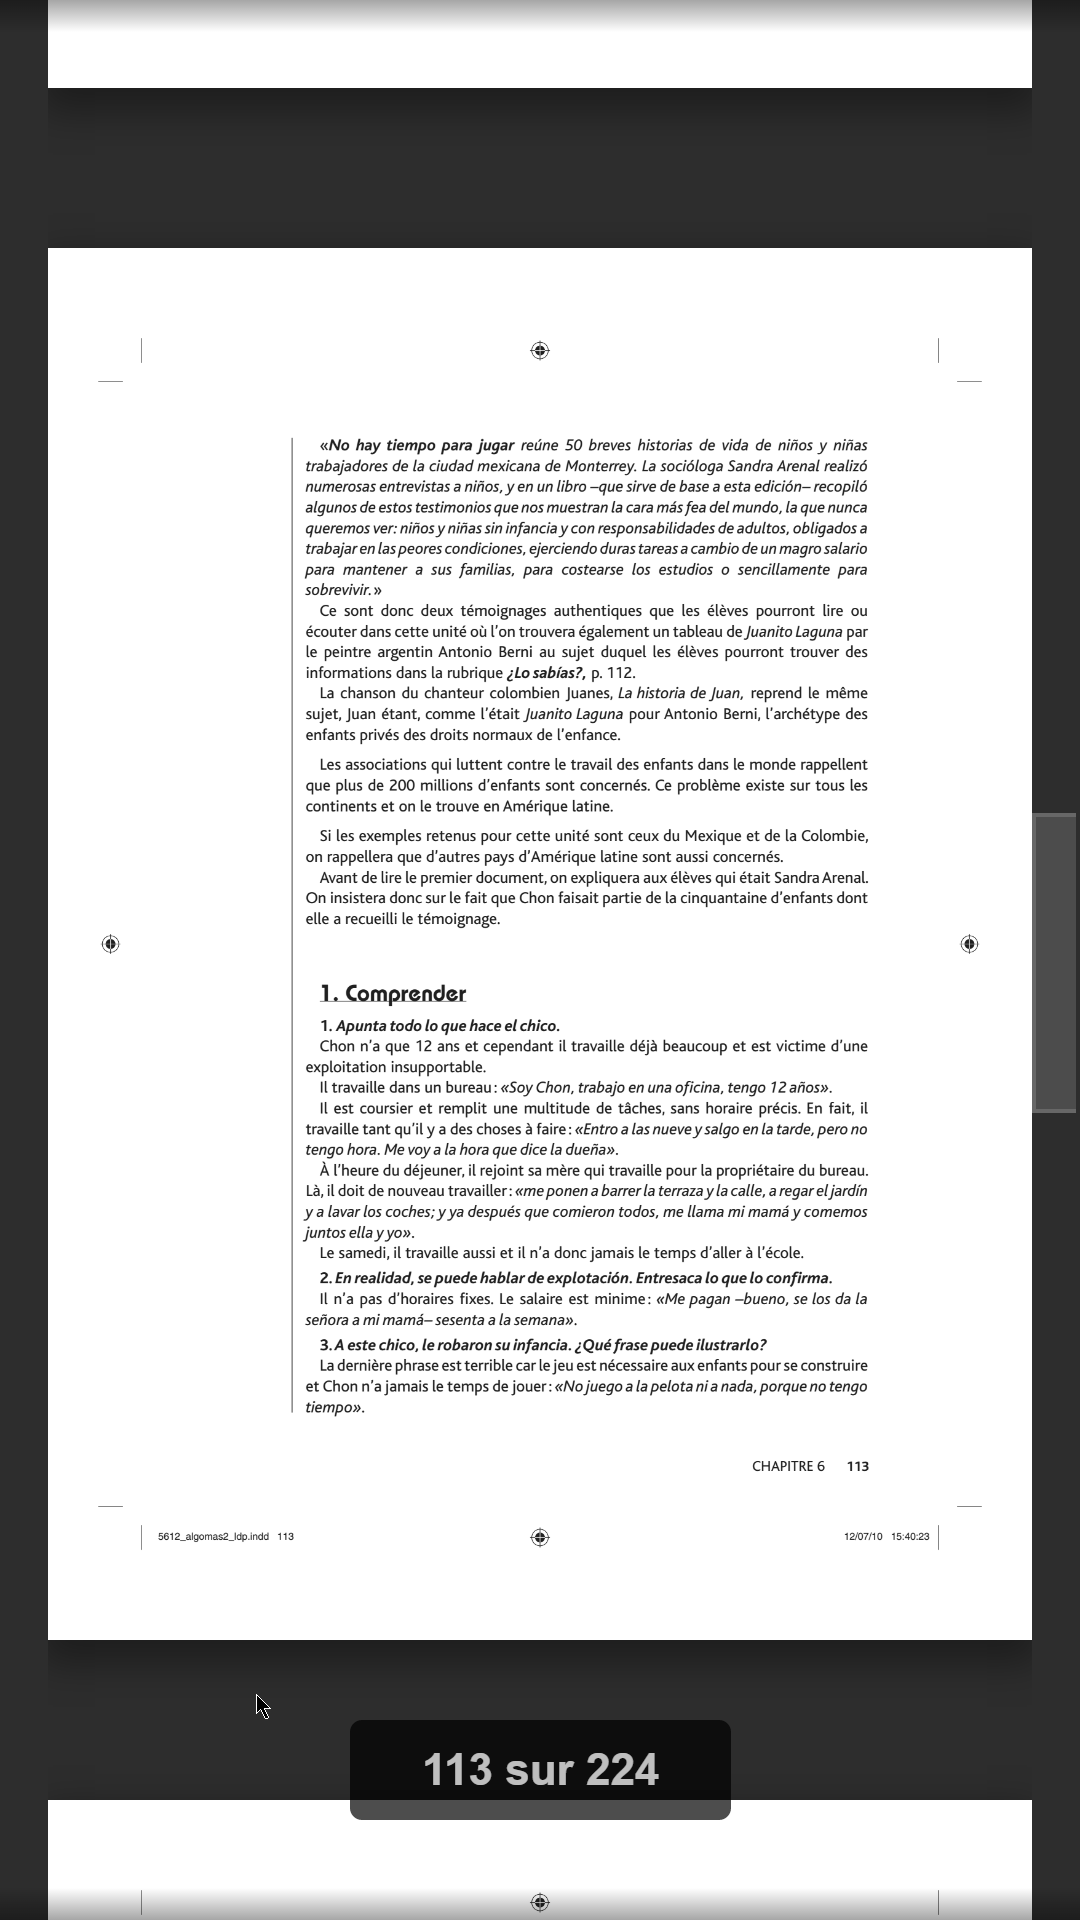 «No hay tiempo para jugar reúne 50 breves historias de vida de niños y niñas
trabajadores de la ciudad mexicana de Monterrey. La socióloga Sandra Arenal realizó
numerosas entrevistas a niños, y en un libro –que sirve de base a esta edición– recopiló
algunos de estos testimonios que nos muestran la cara más fea del mundo, la que nunca
queremos ver: niños y niñas sin infancia y con responsabilidades de adultos, obligados a
trabajar en las peores condiciones, ejerciendo duras tareas a cambio de un magro salario
para mantener a sus familias, para costearse los estudios o sencillamente para
sobrevivir.»
Ce sont donc deux témoignages authentiques que les élèves pourront lire ou
écouter dans cette unité où l’on trouvera également un tableau de Juanito Laguna par
le peintre argentin Antonio Berni au sujet duquel les élèves pourront trouver des
informations dans la rubrique ¿Lo sabías?, p. 112.
La chanson du chanteur colombien Juanes, La historia de Juan, reprend le même
sujet, Juan étant, comme l’était Juanito Laguna pour Antonio Berni, l’archétype des
enfants privés des droits normaux de l’enfance.
Les associations qui luttent contre le travail des enfants dans le monde rappellent
que plus de 200 millions d’enfants sont concernés. Ce problème existe sur tous les
continents et on le trouve en Amérique latine.
Si les exemples retenus pour cette unité sont ceux du Mexique et de la Colombie,
on rappellera que d’autres pays d’Amérique latine sont aussi concernés.
Avant de lire le premier document, on expliquera aux élèves qui était Sandra Arenal.
On insistera donc sur le fait que Chon faisait partie de la cinquantaine d’enfants dont
elle a recueilli le témoignage.
1. Comprender
1. Apunta todo lo que hace el chico.
Chon n’a que 12 ans et cependant il travaille déjà beaucoup et est victime d’une
exploitation insupportable.
Il travaille dans un bureau : «Soy Chon, trabajo en una oficina, tengo 12 años».
Il est coursier et remplit une multitude de tâches, sans horaire précis. En fait, il
travaille tant qu’il y a des choses à faire : «Entro a las nueve y salgo en la tarde, pero no
tengo hora. Me voy a la hora que dice la dueña».
À l’heure du déjeuner, il rejoint sa mère qui travaille pour la propriétaire du bureau.
Là, il doit de nouveau travailler : «me ponen a barrer la terraza y la calle, a regar el jardín
y a lavar los coches; y ya después que comieron todos, me llama mi mamá y comemos
juntos ella y yo».
Le samedi, il travaille aussi et il n’a donc jamais le temps d’aller à l’école.
2. En realidad, se puede hablar de explotación. Entresaca lo que lo confirma.
Il n’a pas d’horaires fixes. Le salaire est minime : «Me pagan –bueno, se los da la
señora a mi mamá– sesenta a la semana».
3. A este chico, le robaron su infancia. ¿Qué frase puede ilustrarlo?
La dernière phrase est terrible car le jeu est nécessaire aux enfants pour se construire
et Chon n’a jamais le temps de jouer : «No juego a la pelota ni a nada, porque no tengo
tiempo».
CHAPITRE 6 113
5612_algomas2_ldp.indd 113 12/07/10 15:40:23
113 sur 224